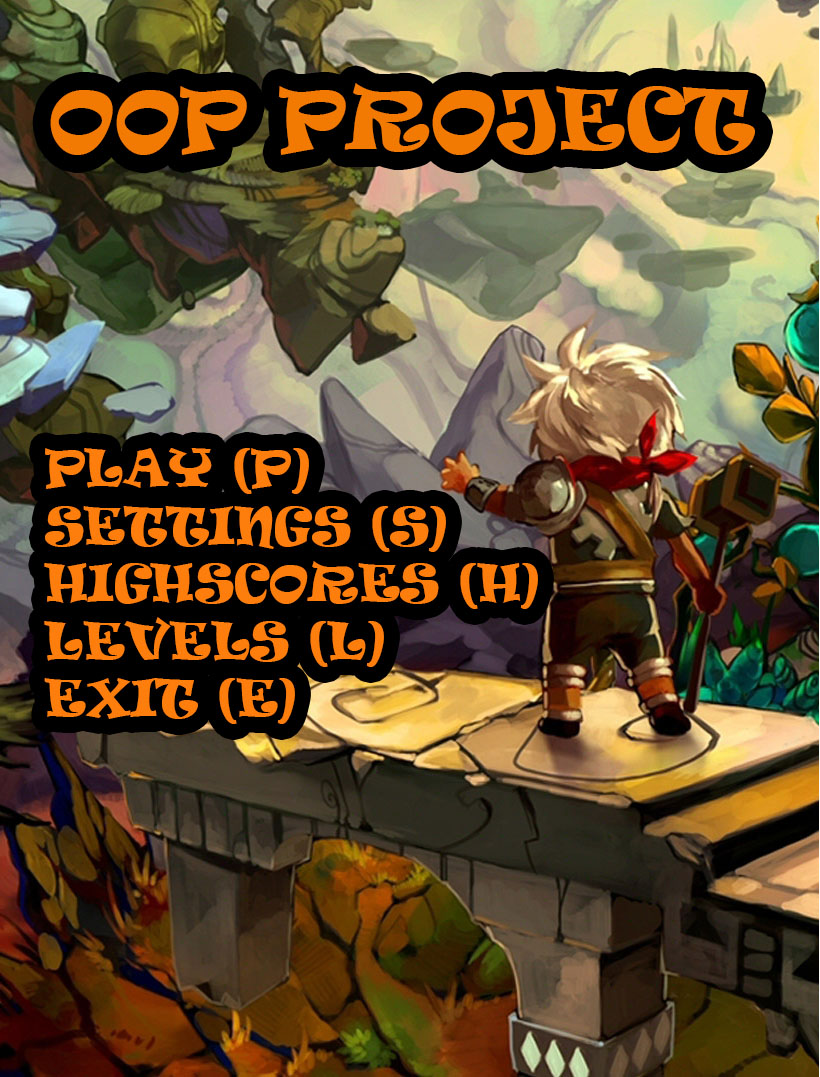 OOP PROJECT
PLAY (P)
SETTINGS (S)
HIGHSCORES (H)
LEVELS (L)
EXIT (E)